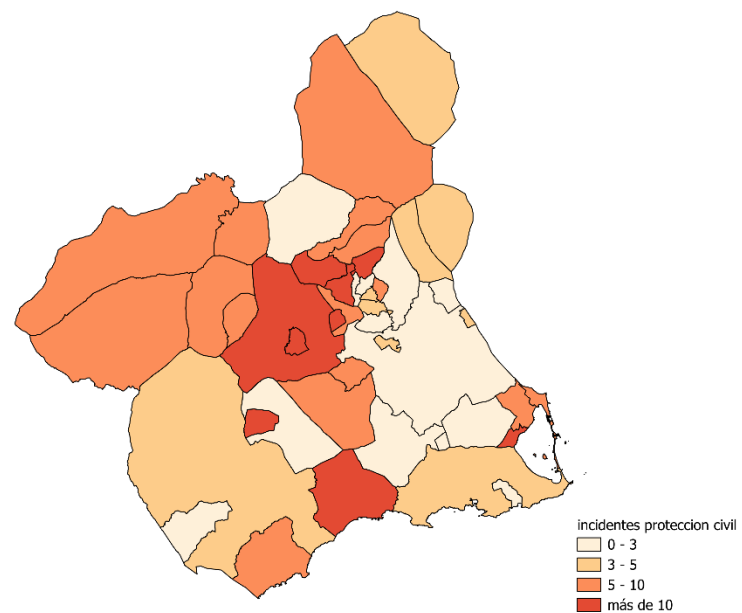 incidentes proteccion civil
0 - 3
3 - 5
5 - 10
más de 10